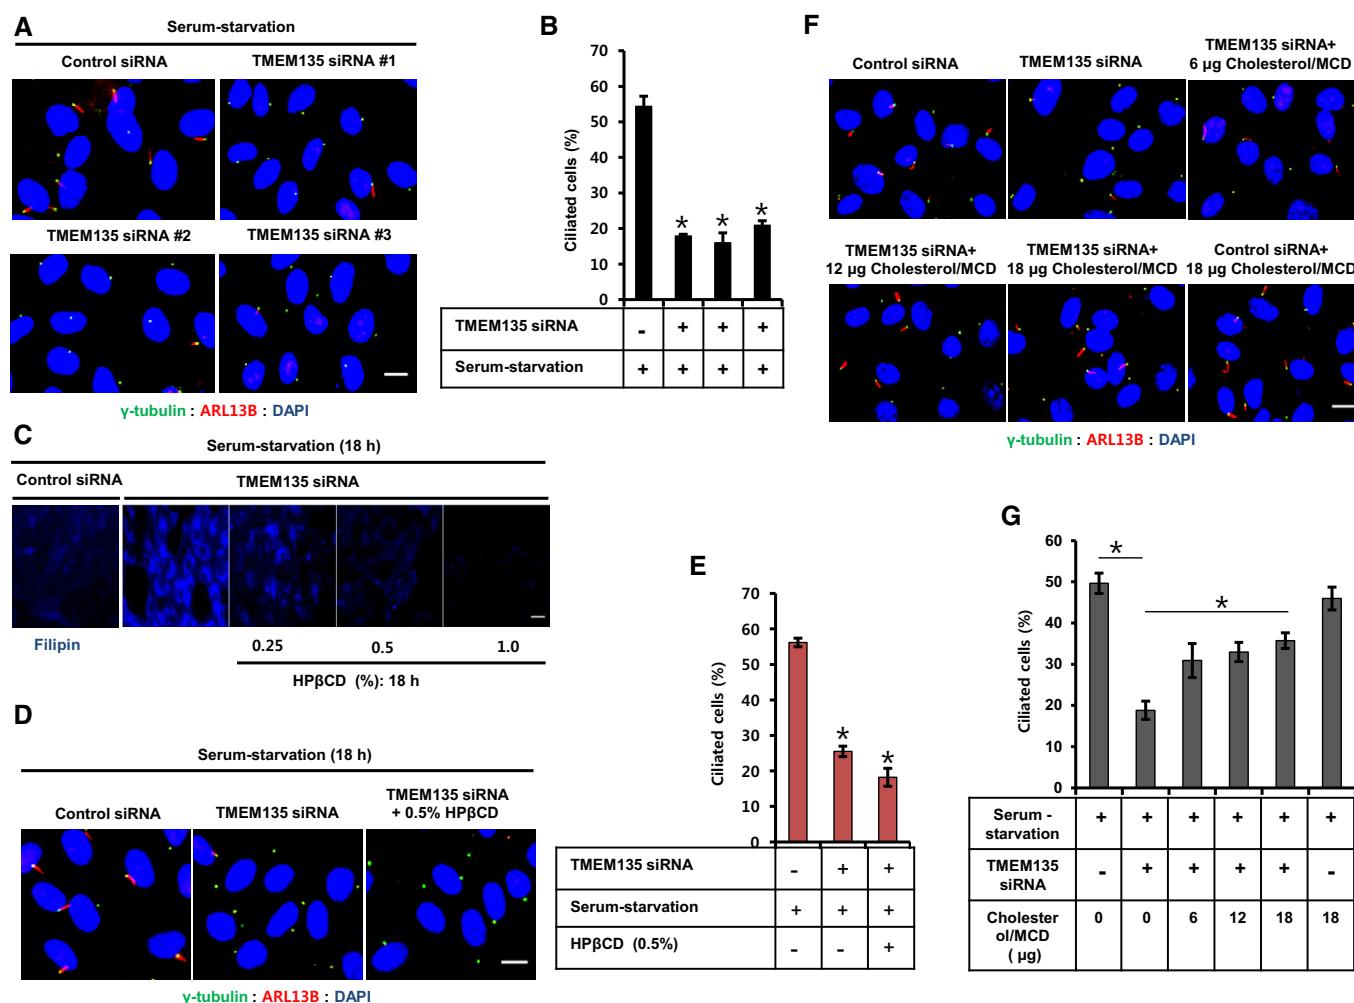 A
Serum-starvation
Control siRNA
TMEM135 siRNA #1
TMEM135 siRNA #2
TMEM135 siRNA #3
γ-tubulin : ARL13B : DAPI
B
Ciliated cells (%)
70
60
50
40
30
20
10
0
* * *
TMEM135 siRNA - + + +
Serum-starvation + + + +
C
Serum-starvation (18 h)
Control siRNA
TMEM135 siRNA
Filipin
0.25 0.5 1.0
HPβCD (%): 18 h
D
Serum-starvation (18 h)
Control siRNA
TMEM135 siRNA
TMEM135 siRNA
+ 0.5% HPβCD
γ-tubulin : ARL13B : DAPI
E
Ciliated cells (%)
70
60
50
40
30
20
10
0
* *
TMEM135 siRNA - + +
Serum-starvation + + +
HPβCD (0.5%) - - +
F
Control siRNA
TMEM135 siRNA
TMEM135 siRNA+
6 µg Cholesterol/MCD
TMEM135 siRNA+
12 µg Cholesterol/MCD
TMEM135 siRNA+
18 µg Cholesterol/MCD
Control siRNA+
18 µg Cholesterol/MCD
γ-tubulin : ARL13B : DAPI
G
Ciliated cells (%)
60
50
40
30
20
10
0
* *
Serum -
starvation
+ + + + + +
TMEM135
siRNA
- + + + + -
Cholester
ol/MCD
( µg)
0 0 6 12 18 18